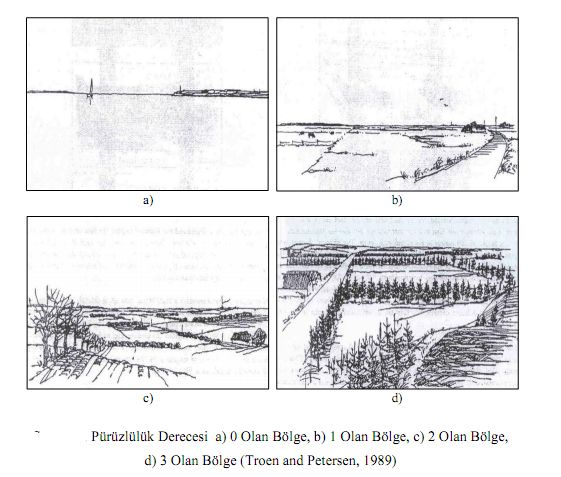 a)
b)
c)
d)
Pürüzlülük Derecesi a) 0 Olan Bölge, b) 1 Olan Bölge, c) 2 Olan Bölge,
d) 3 Olan Bölge (Troen and Petersen, 1989)